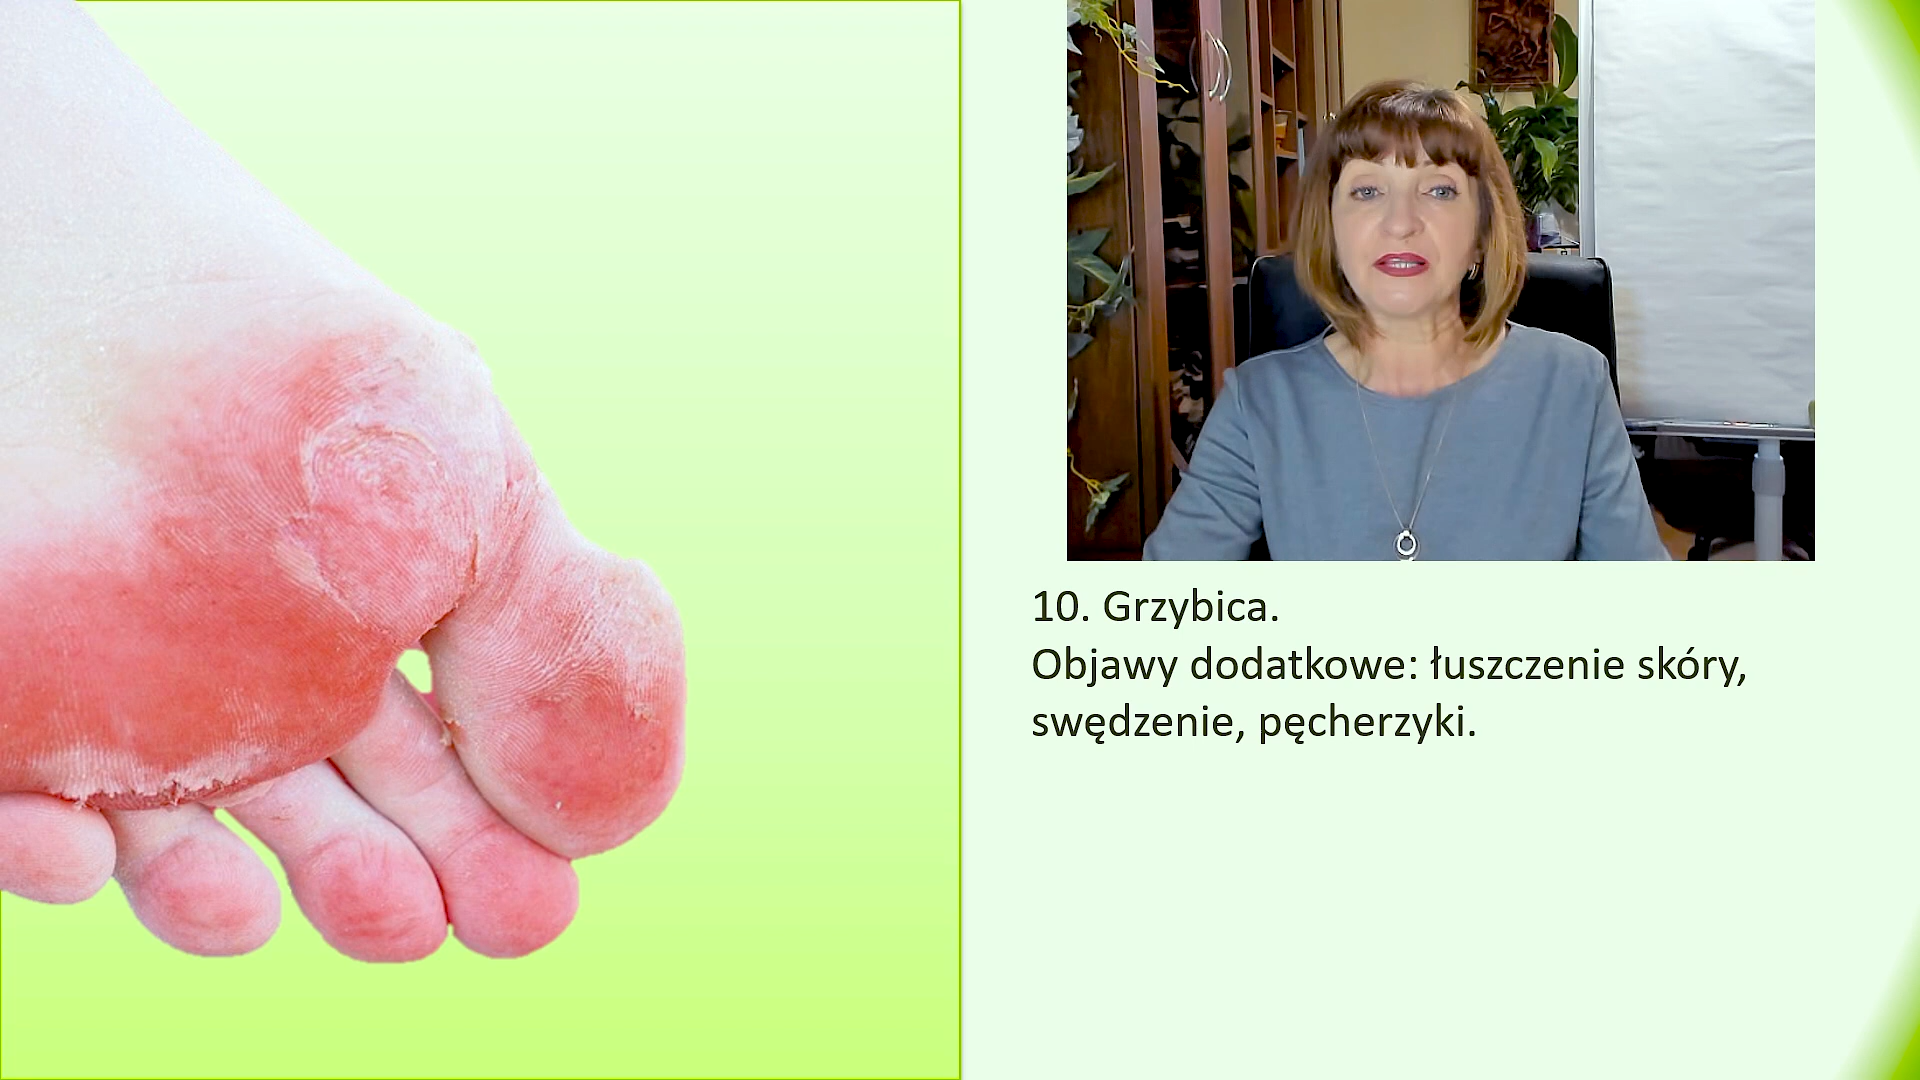 10. Grzybica.
Objawy dodatkowe: łuszczenie skóry,
swędzenie, pęcherzyki.